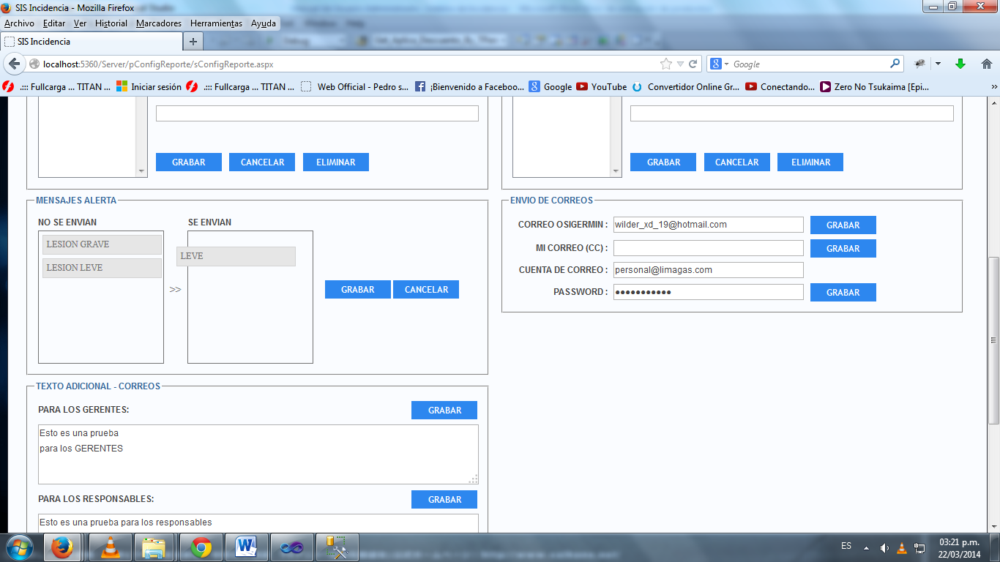 SIS Incidencia - Mozilla Firefox
Archivo Editar Ver Historial Marcadores Herramientas Ayuda
SIS Incidencia
localhost:5360/Server/pConfigReporte/sConfigReporte.aspx
Google
.::: Fullcarga ... TITAN ...
Iniciar sesión
.::: Fullcarga ... TITAN ...
Web Official - Pedro s...
¡Bienvenido a Faceboo...
Google
YouTube
Convertidor Online Gr...
Conectando...
Zero No Tsukaima [Epi...
GRABAR CANCELAR ELIMINAR
GRABAR CANCELAR ELIMINAR
MENSAJES ALERTA
NO SE ENVIAN
SE ENVIAN
LESION GRAVE
LESION LEVE
LEVE
>>
GRABAR CANCELAR
ENVIO DE CORREOS
CORREO OSIGERMIN : wilder_xd_19@hotmail.com GRABAR
MI CORREO (CC) : GRABAR
CUENTA DE CORREO : personal@limagas.com
PASSWORD : ●●●●●●●●●●● GRABAR
TEXTO ADICIONAL - CORREOS
PARA LOS GERENTES: GRABAR
Esto es una prueba
para los GERENTES
PARA LOS RESPONSABLES: GRABAR
Esto es una prueba para los responsables
ES
03:21 p.m.
22/03/2014